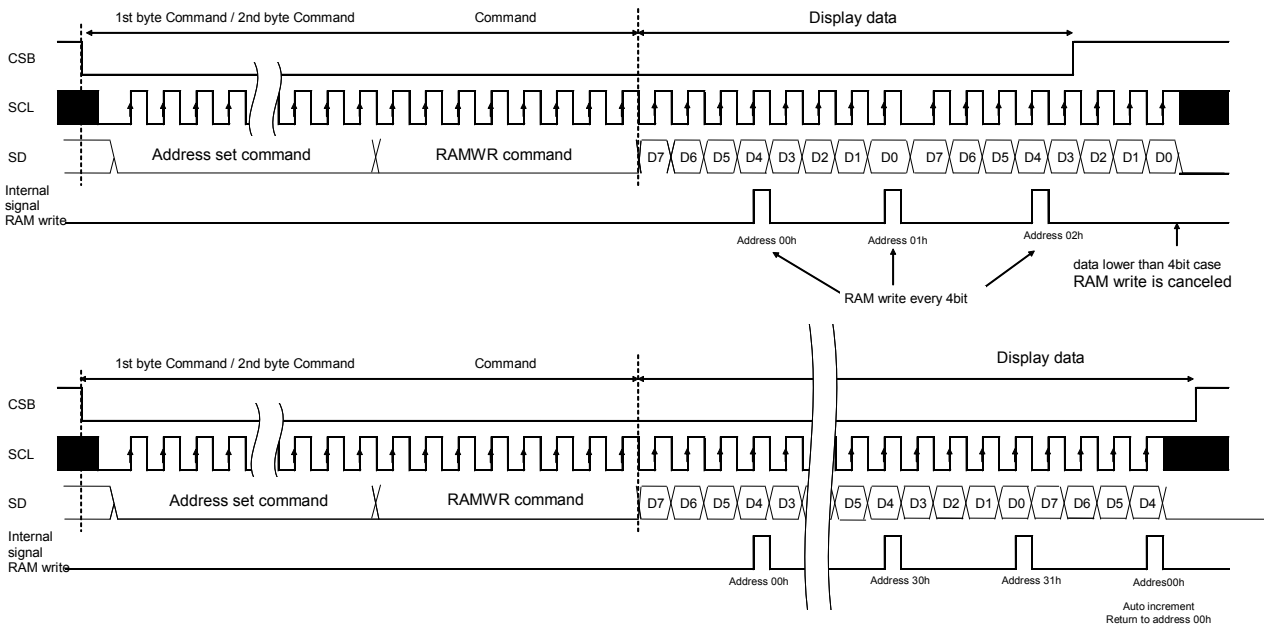 1st byte Command / 2nd byte Command Command Display data
CSB
SCL
SD Address set command RAMWR command D7 D6 D5 D4 D3 D2 D1 D0 D7 D6 D5 D4 D3 D2 D1 D0
Internal
signal
RAM write
Address 00h Address 01h Address 02h
data lower than 4bit case
RAM write is canceled
RAM write every 4bit
1st byte Command / 2nd byte Command Command Display data
CSB
SCL
SD Address set command RAMWR command D7 D6 D5 D4 D3 D5 D4 D3 D2 D1 D0 D7 D6 D5 D4
Internal
signal
RAM write
Address 00h Address 30h Address 31h Addres00h
Auto increment
Return to address 00h